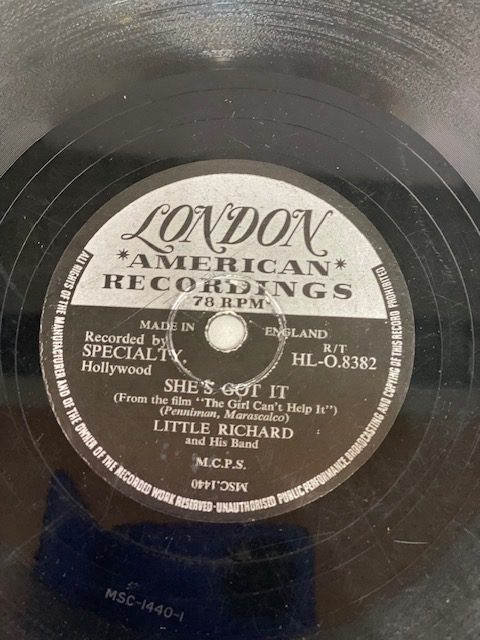 LONDON
*AMERICAN*
RECORDINGS
78 RPM
MADE IN ENGLAND
Recorded by
SPECIALTY,
Hollywood
R/T
HL-O.8382
SHE'S GOT IT
(From the film "The Girl Can't Help It")
(Penniman, Marascalco)
LITTLE RICHARD
and His Band
M.C.P.S.
MSC.1440
ALL RIGHTS OF THE MANUFACTURER AND OF THE OWNER OF THE RECORDED WORK RESERVED·UNAUTHORISED PUBLIC PERFORMANCE, BROADCASTING AND COPYING OF THIS RECORD PROHIBITED
MSC-1440-1